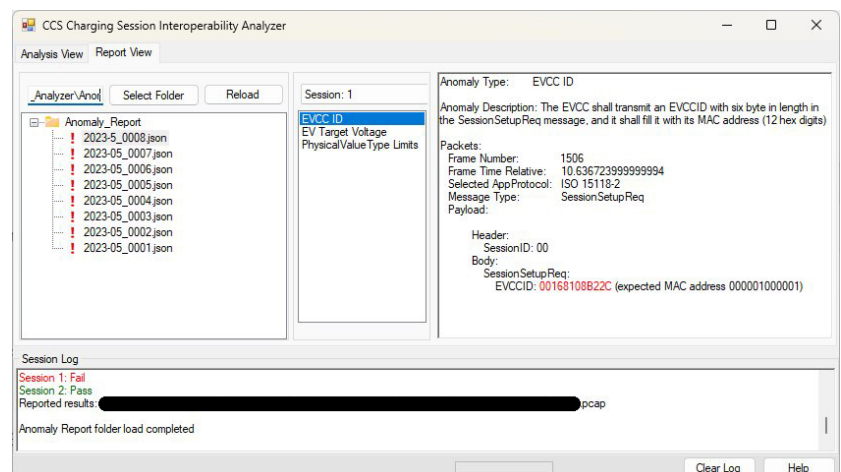 CCS Charging Session Interoperability Analyzer
Analysis View Report View
_Analyzer\Anor Select Folder Reload
Anomaly_Report
2023-5_0008.json
2023-05_0007.json
2023-05_0006.json
2023-05_0005.json
2023-05_0004.json
2023-05_0003.json
2023-05_0002.json
2023-05_0001.json
Session: 1
EVCC ID
EV Target Voltage
PhysicalValueType Limits
Anomaly Type: EVCC ID
Anomaly Description: The EVCC shall transmit an EVCCID with six byte in length in
the SessionSetupReq message, and it shall fill it with its MAC address (12 hex digits)
Packets:
Frame Number: 1506
Frame Time Relative: 10.636723999999994
Selected AppProtocol: ISO 15118-2
Message Type: SessionSetupReq
Payload:
Header:
SessionID: 00
Body:
SessionSetupReq:
EVCCID: 00168108B22C (expected MAC address 000001000001)
Session Log
Session 1: Fail
Session 2: Pass
Reported results: .pcap
Anomaly Report folder load completed
Clear Log Help